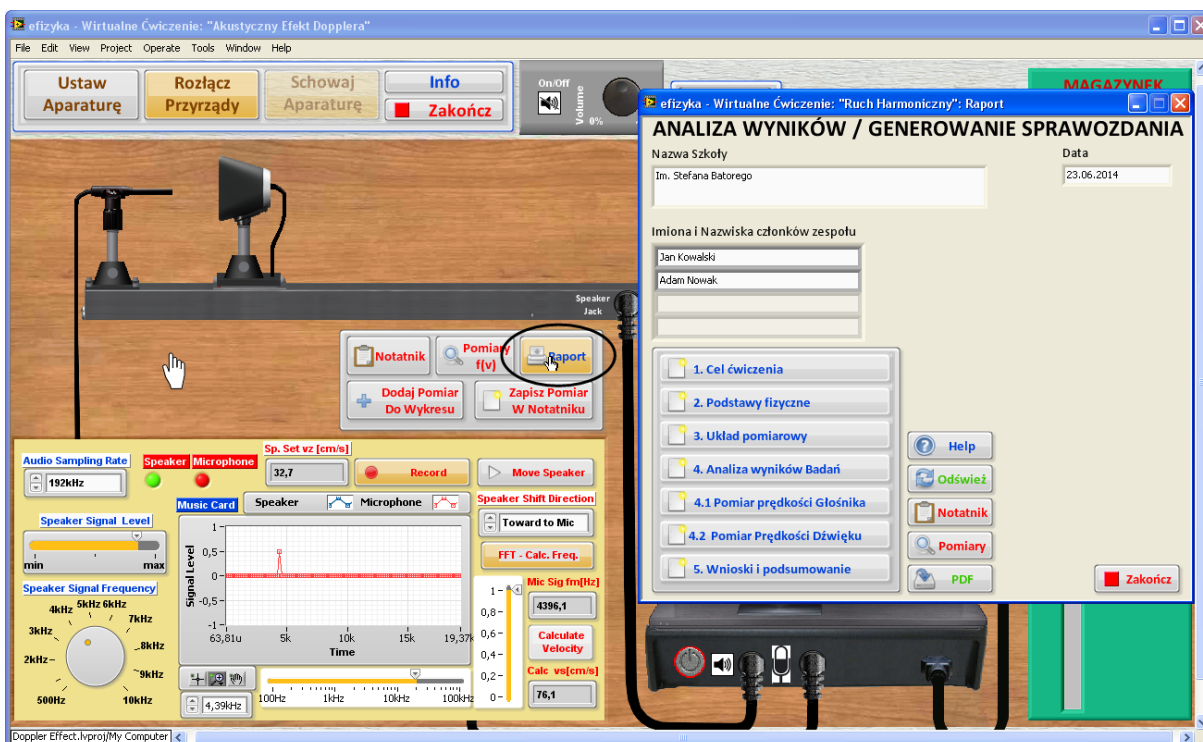 efizyka - Wirtualne Ćwiczenie: "Akustyczny Efekt Dopplera"
File Edit View Project Operate Tools Window Help
Ustaw
Aparaturę
Rozłącz
Przyrządy
Schowaj
Aparaturę
Info
Zakończ
On/Off
Volume
0%
MAGAZYNEK
efizyka - Wirtualne Ćwiczenie: "Ruch Harmoniczny": Raport
ANALIZA WYNIKÓW / GENEROWANIE SPRAWOZDANIA
Nazwa Szkoły
Data
Im. Stefana Batorego
23.06.2014
Imiona i Nazwiska członków zespołu
Jan Kowalski
Adam Nowak
1. Cel ćwiczenia
2. Podstawy fizyczne
3. Układ pomiarowy
4. Analiza wyników Badań
4.1 Pomiar prędkości Głośnika
4.2 Pomiar Prędkości Dźwięku
5. Wnioski i podsumowanie
Help
Odśwież
Notatnik
Pomiary
PDF
Zakończ
Speaker
Jack
Notatnik
Pomiary
f(v)
Raport
Dodaj Pomiar
Do Wykresu
Zapisz Pomiar
W Notatniku
Audio Sampling Rate
192kHz
Speaker Microphone
Sp. Set vz [cm/s]
32,7
Record
Move Speaker
Music Card
Speaker
Microphone
Speaker Shift Direction
Toward to Mic
Speaker Signal Level
min
max
FFT - Calc. Freq.
Signal Level
1
0,5
0
-0,5
-1
63,81u
5k
10k
15k
19,37k
Time
Speaker Signal Frequency
500Hz
2kHz
3kHz
4kHz
5kHz
6kHz
7kHz
8kHz
9kHz
10kHz
4,39kHz
100Hz
1kHz
10kHz
100kHz
1
0,8
0,6
0,4
0,2
0
Mic Sig fm[Hz]
4396,1
Calculate
Velocity
Calc vs[cm/s]
76,1
Doppler Effect.lvproj/My Computer